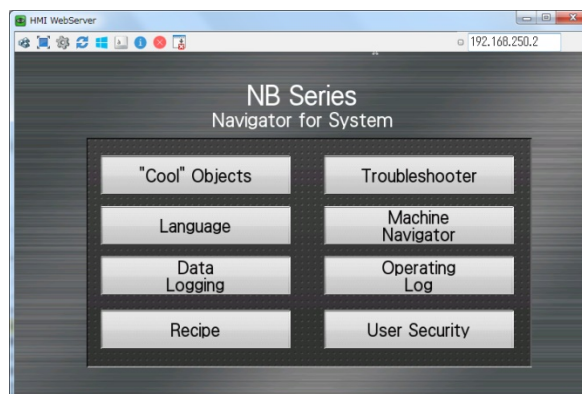 HMI WebServer
192.168.250.2
NB Series
Navigator for System
"Cool" Objects
Troubleshooter
Language
Machine
Navigator
Data
Logging
Operating
Log
Recipe
User Security